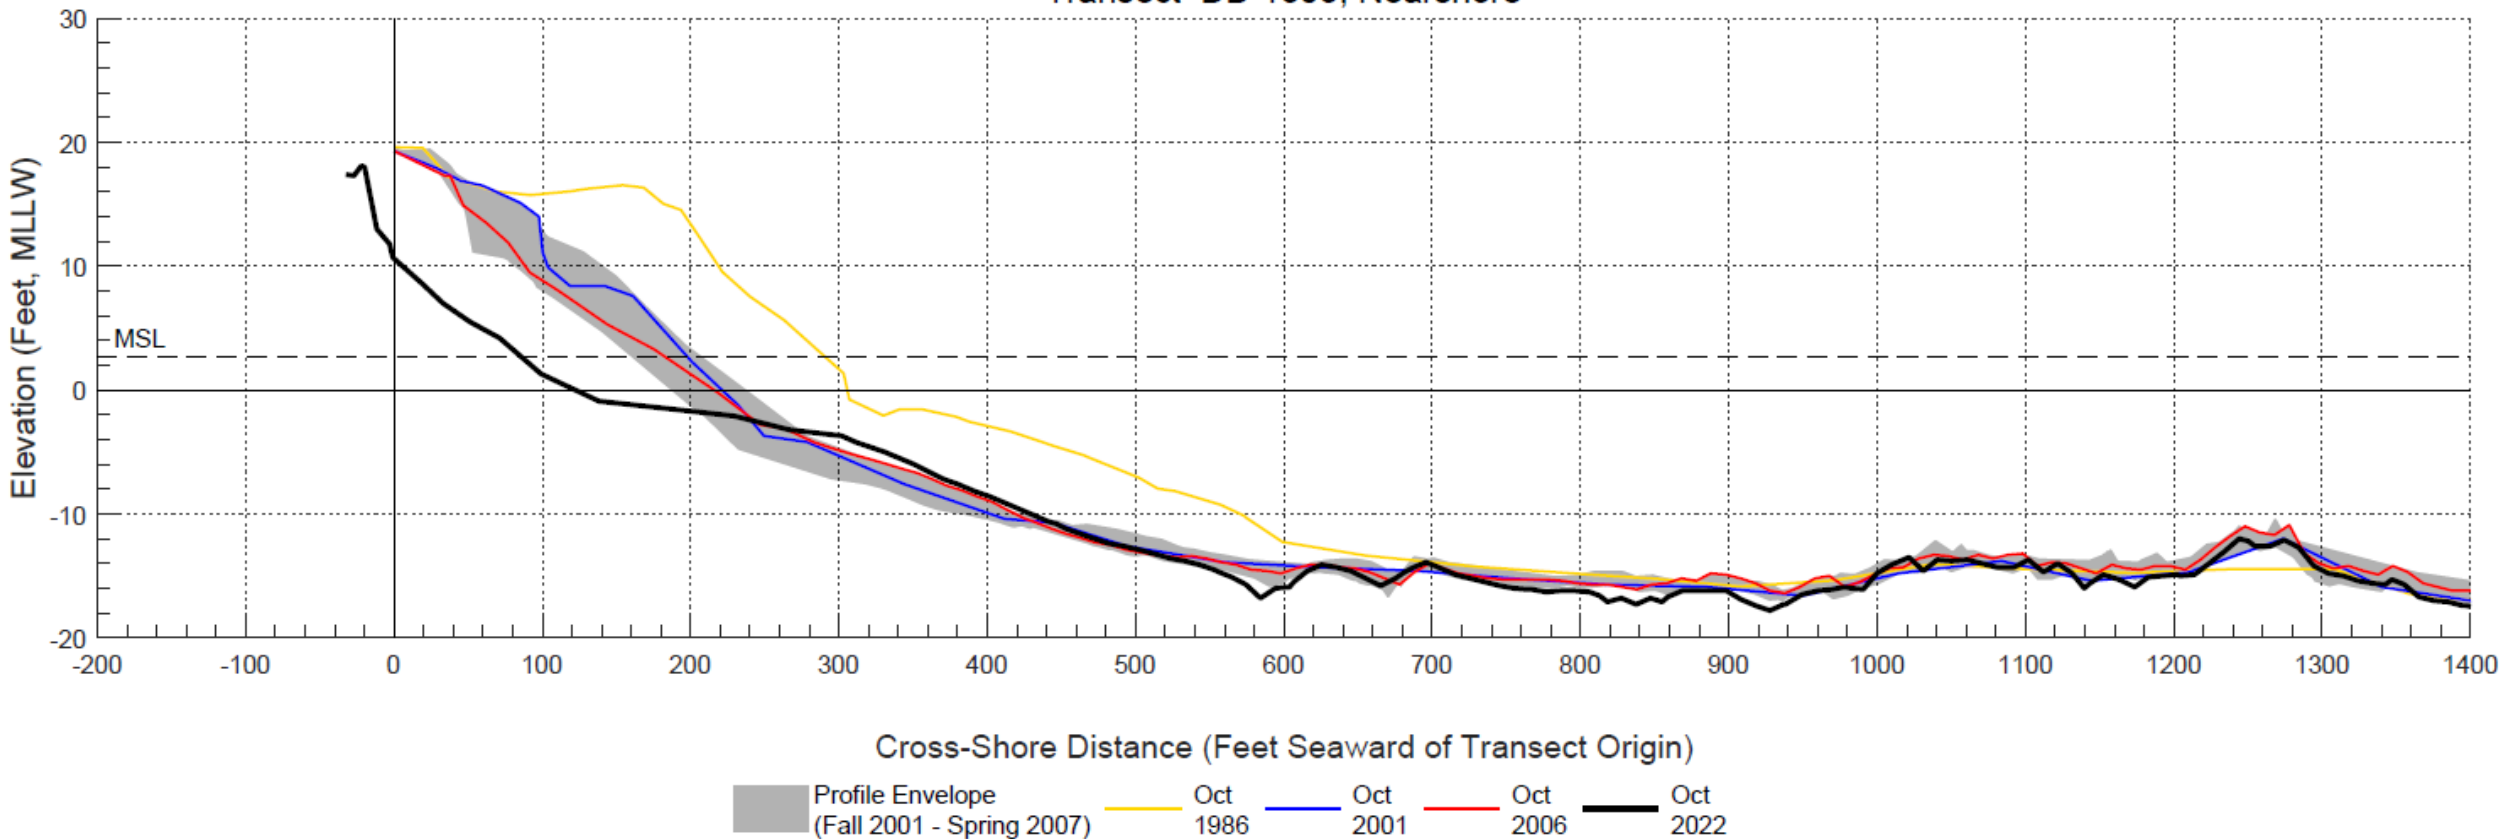 30
20
10
0
-10
-20
Elevation (Feet, MLLW)
MSL
-200 -100 0 100 200 300 400 500 600 700 800 900 1000 1100 1200 1300 1400
Cross-Shore Distance (Feet Seaward of Transect Origin)
Profile Envelope
(Fall 2001 - Spring 2007)
Oct
1986
Oct
2001
Oct
2006
Oct
2022